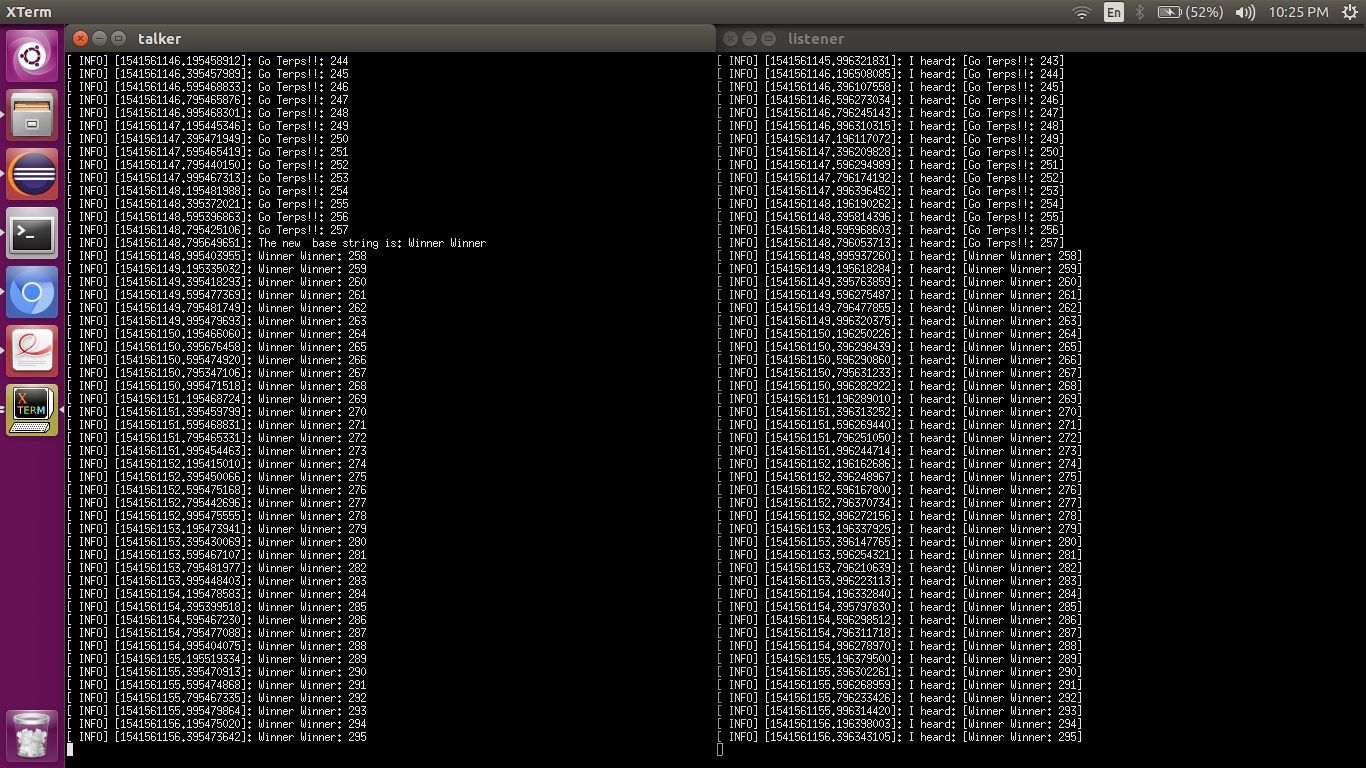 XTerm
En
(52%)
10:25 PM
talker
[ INFO] [1541561146.195458912]: Go Terps!!: 244
[ INFO] [1541561146.395457989]: Go Terps!!: 245
[ INFO] [1541561146.595468833]: Go Terps!!: 246
[ INFO] [1541561146.795465876]: Go Terps!!: 247
[ INFO] [1541561146.995468301]: Go Terps!!: 248
[ INFO] [1541561147.195445346]: Go Terps!!: 249
[ INFO] [1541561147.395471949]: Go Terps!!: 250
[ INFO] [1541561147.595465419]: Go Terps!!: 251
[ INFO] [1541561147.795440150]: Go Terps!!: 252
[ INFO] [1541561147.995467313]: Go Terps!!: 253
[ INFO] [1541561148.195481988]: Go Terps!!: 254
[ INFO] [1541561148.395372021]: Go Terps!!: 255
[ INFO] [1541561148.595396863]: Go Terps!!: 256
[ INFO] [1541561148.795425106]: Go Terps!!: 257
[ INFO] [1541561148.795649651]: The new  base string is: Winner Winner
[ INFO] [1541561148.995403955]: Winner Winner: 258
[ INFO] [1541561149.195335032]: Winner Winner: 259
[ INFO] [1541561149.395418293]: Winner Winner: 260
[ INFO] [1541561149.595477369]: Winner Winner: 261
[ INFO] [1541561149.795481749]: Winner Winner: 262
[ INFO] [1541561149.995479693]: Winner Winner: 263
[ INFO] [1541561150.195466060]: Winner Winner: 264
[ INFO] [1541561150.395676458]: Winner Winner: 265
[ INFO] [1541561150.595474920]: Winner Winner: 266
[ INFO] [1541561150.795347106]: Winner Winner: 267
[ INFO] [1541561150.995471518]: Winner Winner: 268
[ INFO] [1541561151.195468724]: Winner Winner: 269
[ INFO] [1541561151.395459799]: Winner Winner: 270
[ INFO] [1541561151.595468831]: Winner Winner: 271
[ INFO] [1541561151.795465331]: Winner Winner: 272
[ INFO] [1541561151.995454463]: Winner Winner: 273
[ INFO] [1541561152.195415010]: Winner Winner: 274
[ INFO] [1541561152.395450066]: Winner Winner: 275
[ INFO] [1541561152.595475168]: Winner Winner: 276
[ INFO] [1541561152.795442696]: Winner Winner: 277
[ INFO] [1541561152.995475555]: Winner Winner: 278
[ INFO] [1541561153.195473941]: Winner Winner: 279
[ INFO] [1541561153.395430069]: Winner Winner: 280
[ INFO] [1541561153.595467107]: Winner Winner: 281
[ INFO] [1541561153.795481977]: Winner Winner: 282
[ INFO] [1541561153.995448403]: Winner Winner: 283
[ INFO] [1541561154.195478583]: Winner Winner: 284
[ INFO] [1541561154.395399518]: Winner Winner: 285
[ INFO] [1541561154.595467230]: Winner Winner: 286
[ INFO] [1541561154.795477088]: Winner Winner: 287
[ INFO] [1541561154.995404075]: Winner Winner: 288
[ INFO] [1541561155.195519334]: Winner Winner: 289
[ INFO] [1541561155.395470913]: Winner Winner: 290
[ INFO] [1541561155.595474868]: Winner Winner: 291
[ INFO] [1541561155.795467335]: Winner Winner: 292
[ INFO] [1541561155.995479864]: Winner Winner: 293
[ INFO] [1541561156.195475020]: Winner Winner: 294
[ INFO] [1541561156.395473642]: Winner Winner: 295
listener
[ INFO] [1541561145.996321831]: I heard: [Go Terps!!: 243]
[ INFO] [1541561146.196508085]: I heard: [Go Terps!!: 244]
[ INFO] [1541561146.396107558]: I heard: [Go Terps!!: 245]
[ INFO] [1541561146.596273034]: I heard: [Go Terps!!: 246]
[ INFO] [1541561146.796245143]: I heard: [Go Terps!!: 247]
[ INFO] [1541561146.996310315]: I heard: [Go Terps!!: 248]
[ INFO] [1541561147.196117072]: I heard: [Go Terps!!: 249]
[ INFO] [1541561147.396209828]: I heard: [Go Terps!!: 250]
[ INFO] [1541561147.596294983]: I heard: [Go Terps!!: 251]
[ INFO] [1541561147.796174192]: I heard: [Go Terps!!: 252]
[ INFO] [1541561147.996396452]: I heard: [Go Terps!!: 253]
[ INFO] [1541561148.196190262]: I heard: [Go Terps!!: 254]
[ INFO] [1541561148.395814396]: I heard: [Go Terps!!: 255]
[ INFO] [1541561148.595968603]: I heard: [Go Terps!!: 256]
[ INFO] [1541561148.796053713]: I heard: [Go Terps!!: 257]
[ INFO] [1541561148.995937260]: I heard: [Winner Winner: 258]
[ INFO] [1541561149.195618284]: I heard: [Winner Winner: 259]
[ INFO] [1541561149.395763859]: I heard: [Winner Winner: 260]
[ INFO] [1541561149.596275487]: I heard: [Winner Winner: 261]
[ INFO] [1541561149.796477855]: I heard: [Winner Winner: 262]
[ INFO] [1541561149.996320375]: I heard: [Winner Winner: 263]
[ INFO] [1541561150.196250226]: I heard: [Winner Winner: 264]
[ INFO] [1541561150.396298439]: I heard: [Winner Winner: 265]
[ INFO] [1541561150.596290860]: I heard: [Winner Winner: 266]
[ INFO] [1541561150.795631233]: I heard: [Winner Winner: 267]
[ INFO] [1541561150.996282922]: I heard: [Winner Winner: 268]
[ INFO] [1541561151.196289010]: I heard: [Winner Winner: 269]
[ INFO] [1541561151.396313252]: I heard: [Winner Winner: 270]
[ INFO] [1541561151.596269440]: I heard: [Winner Winner: 271]
[ INFO] [1541561151.796251050]: I heard: [Winner Winner: 272]
[ INFO] [1541561151.996244714]: I heard: [Winner Winner: 273]
[ INFO] [1541561152.196162686]: I heard: [Winner Winner: 274]
[ INFO] [1541561152.396248967]: I heard: [Winner Winner: 275]
[ INFO] [1541561152.596167800]: I heard: [Winner Winner: 276]
[ INFO] [1541561152.796370734]: I heard: [Winner Winner: 277]
[ INFO] [1541561152.996272156]: I heard: [Winner Winner: 278]
[ INFO] [1541561153.196337925]: I heard: [Winner Winner: 279]
[ INFO] [1541561153.396147765]: I heard: [Winner Winner: 280]
[ INFO] [1541561153.596254321]: I heard: [Winner Winner: 281]
[ INFO] [1541561153.796210639]: I heard: [Winner Winner: 282]
[ INFO] [1541561153.996223113]: I heard: [Winner Winner: 283]
[ INFO] [1541561154.196332840]: I heard: [Winner Winner: 284]
[ INFO] [1541561154.395797830]: I heard: [Winner Winner: 285]
[ INFO] [1541561154.596298512]: I heard: [Winner Winner: 286]
[ INFO] [1541561154.796311718]: I heard: [Winner Winner: 287]
[ INFO] [1541561154.996278970]: I heard: [Winner Winner: 288]
[ INFO] [1541561155.196379500]: I heard: [Winner Winner: 289]
[ INFO] [1541561155.396302261]: I heard: [Winner Winner: 290]
[ INFO] [1541561155.596268959]: I heard: [Winner Winner: 291]
[ INFO] [1541561155.796233426]: I heard: [Winner Winner: 292]
[ INFO] [1541561155.996314420]: I heard: [Winner Winner: 293]
[ INFO] [1541561156.196398003]: I heard: [Winner Winner: 294]
[ INFO] [1541561156.396343105]: I heard: [Winner Winner: 295]
X
TERM